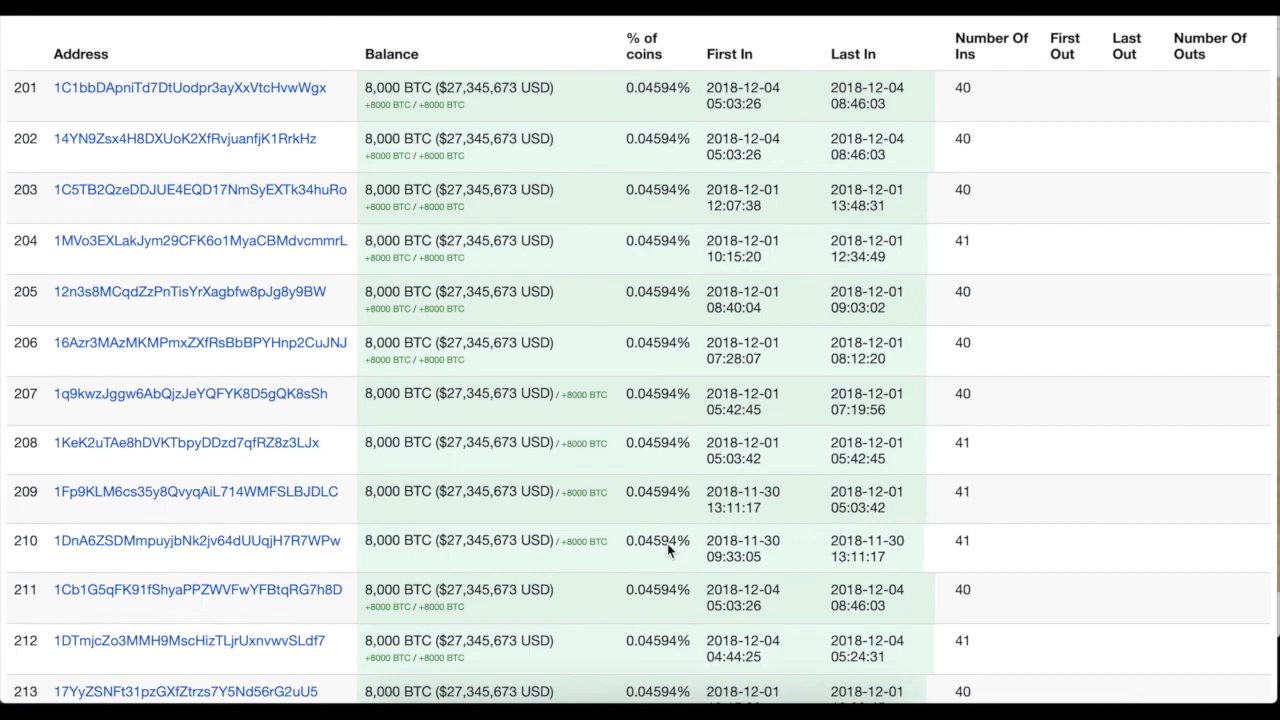 Address Balance % of coins First In Last In Number Of Ins First Out Last Out Number Of Outs
201 1C1bbDApniTd7DtUodpr3ayXxVtcHvwWgx 8,000 BTC ($27,345,673 USD) 0.04594% 2018-12-04 2018-12-04 40
+8000 BTC / +8000 BTC 05:03:26 08:46:03
202 14YN9Zsx4H8DXUoK2XfRvjuanfjK1RrkHz 8,000 BTC ($27,345,673 USD) 0.04594% 2018-12-04 2018-12-04 40
+8000 BTC / +8000 BTC 05:03:26 08:46:03
203 1C5TB2QzeDDJUE4EQD17NmSyEXTk34huRo 8,000 BTC ($27,345,673 USD) 0.04594% 2018-12-01 2018-12-01 40
+8000 BTC / +8000 BTC 12:07:38 13:48:31
204 1MVo3EXLakJym29CFK6o1MyaCBMdvcmmrL 8,000 BTC ($27,345,673 USD) 0.04594% 2018-12-01 2018-12-01 41
+8000 BTC / +8000 BTC 10:15:20 12:34:49
205 12n3s8MCqdZzPnTisYrXagbfw8pJg8y9BW 8,000 BTC ($27,345,673 USD) 0.04594% 2018-12-01 2018-12-01 40
+8000 BTC / +8000 BTC 08:40:04 09:03:02
206 16Azr3MAzMKMPmxZXfRsBbBPYHnp2CuJNJ 8,000 BTC ($27,345,673 USD) 0.04594% 2018-12-01 2018-12-01 40
+8000 BTC / +8000 BTC 07:28:07 08:12:20
207 1q9kwzJggw6AbQjzJeYQFYK8D5gQK8sSh 8,000 BTC ($27,345,673 USD) / +8000 BTC 0.04594% 2018-12-01 2018-12-01 40
05:42:45 07:19:56
208 1KeK2uTAe8hDVKTbpyDDzd7qfRZ8z3LJx 8,000 BTC ($27,345,673 USD) / +8000 BTC 0.04594% 2018-12-01 2018-12-01 41
05:03:42 05:42:45
209 1Fp9KLM6cs35y8QvyqAiL714WMFSLBJDLC 8,000 BTC ($27,345,673 USD) / +8000 BTC 0.04594% 2018-11-30 2018-12-01 41
13:11:17 05:03:42
210 1DnA6ZSDMmpuyjbNk2jv64dUUqjH7R7WPw 8,000 BTC ($27,345,673 USD) / +8000 BTC 0.04594% 2018-11-30 2018-11-30 41
09:33:05 13:11:17
211 1Cb1G5qFK91fShyaPPZWVFwYFBtqRG7h8D 8,000 BTC ($27,345,673 USD) 0.04594% 2018-12-04 2018-12-04 40
+8000 BTC / +8000 BTC 05:03:26 08:46:03
212 1DTmjcZo3MMH9MscHizTLjrUxnvwvSLdf7 8,000 BTC ($27,345,673 USD) 0.04594% 2018-12-04 2018-12-04 41
+8000 BTC / +8000 BTC 04:44:25 05:24:31
213 17YyZSNFt31pzGXfZtrzs7Y5Nd56rG2uU5 8,000 BTC ($27,345,673 USD) 0.04594% 2018-12-01 2018-12-01 40